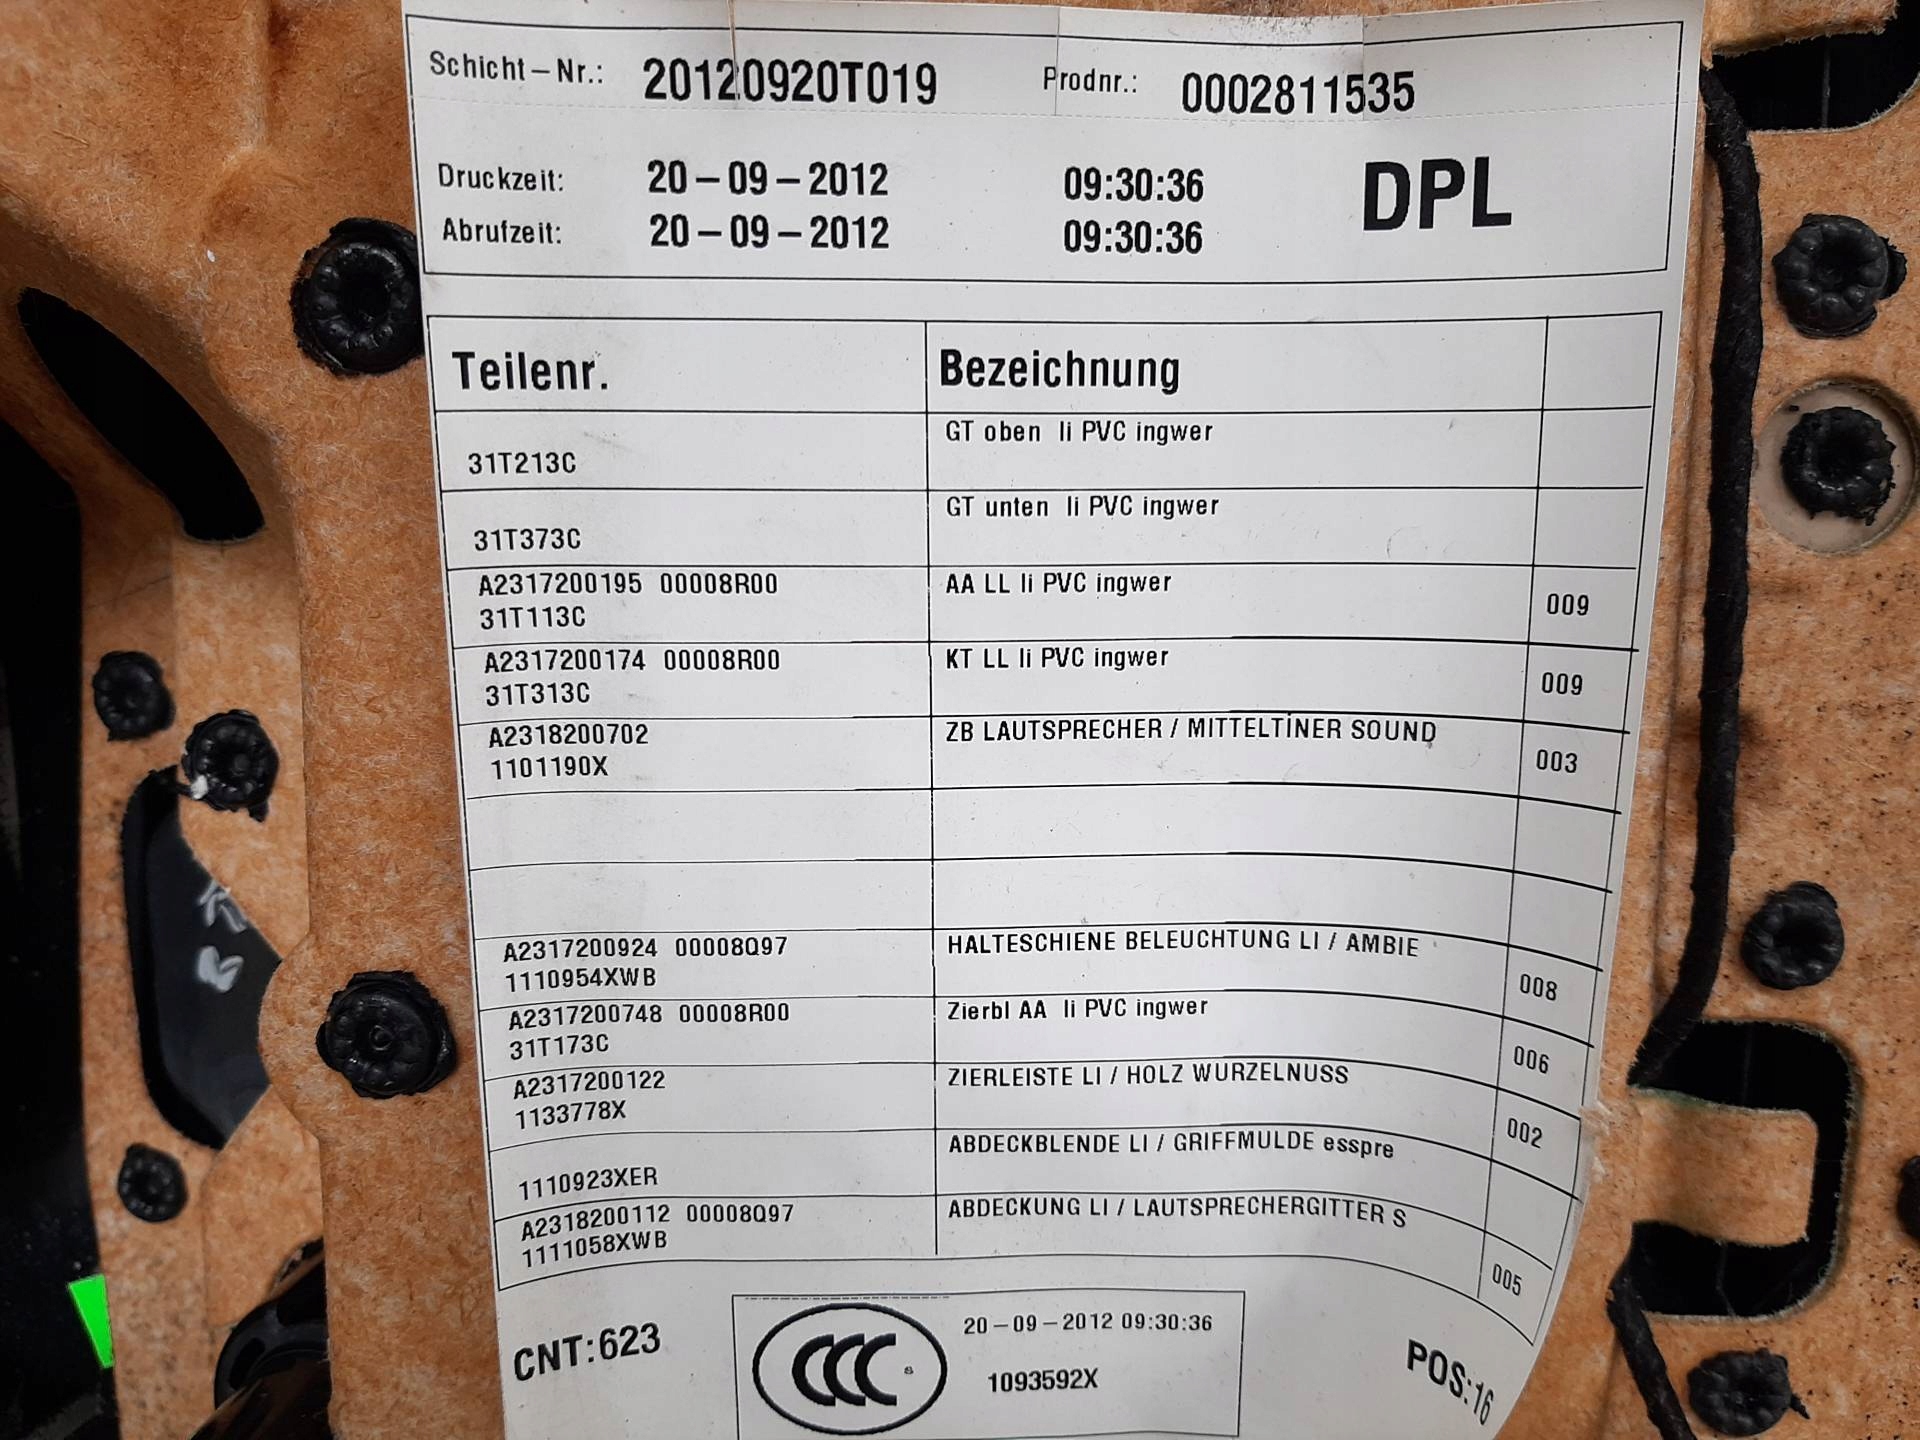 Schicht-Nr.: 20120920T019 Prodnr.: 0002811535
Druckzeit: 20-09-2012 09:30:36 DPL
Abrufzeit: 20-09-2012 09:30:36
Teilenr. Bezeichnung
GT oben li PVC ingwer
31T213C
GT unten li PVC ingwer
31T373C
A2317200195 00008R00 AA LL li PVC ingwer
31T113C 009
A2317200174 00008R00 KT LL li PVC ingwer
31T313C 009
A2318200702 ZB LAUTSPRECHER / MITTELTINER SOUND
1101190X 003
A2317200924 00008Q97 HALTESCHIENE BELEUCHTUNG LI / AMBIE
1110954XWB 008
A2317200748 00008R00 Zierbl AA li PVC ingwer
31T173C 006
A2317200122 ZIERLEISTE LI / HOLZ WURZELNUSS
1133778X 002
ABDECKBLENDE LI / GRIFFMULDE esspre
1110923XER
A2318200112 00008Q97 ABDECKUNG LI / LAUTSPRECHERGITTER S
1111058XWB 005
CNT:623 CCC S 20-09-2012 09:30:36 POS:16
1093592X